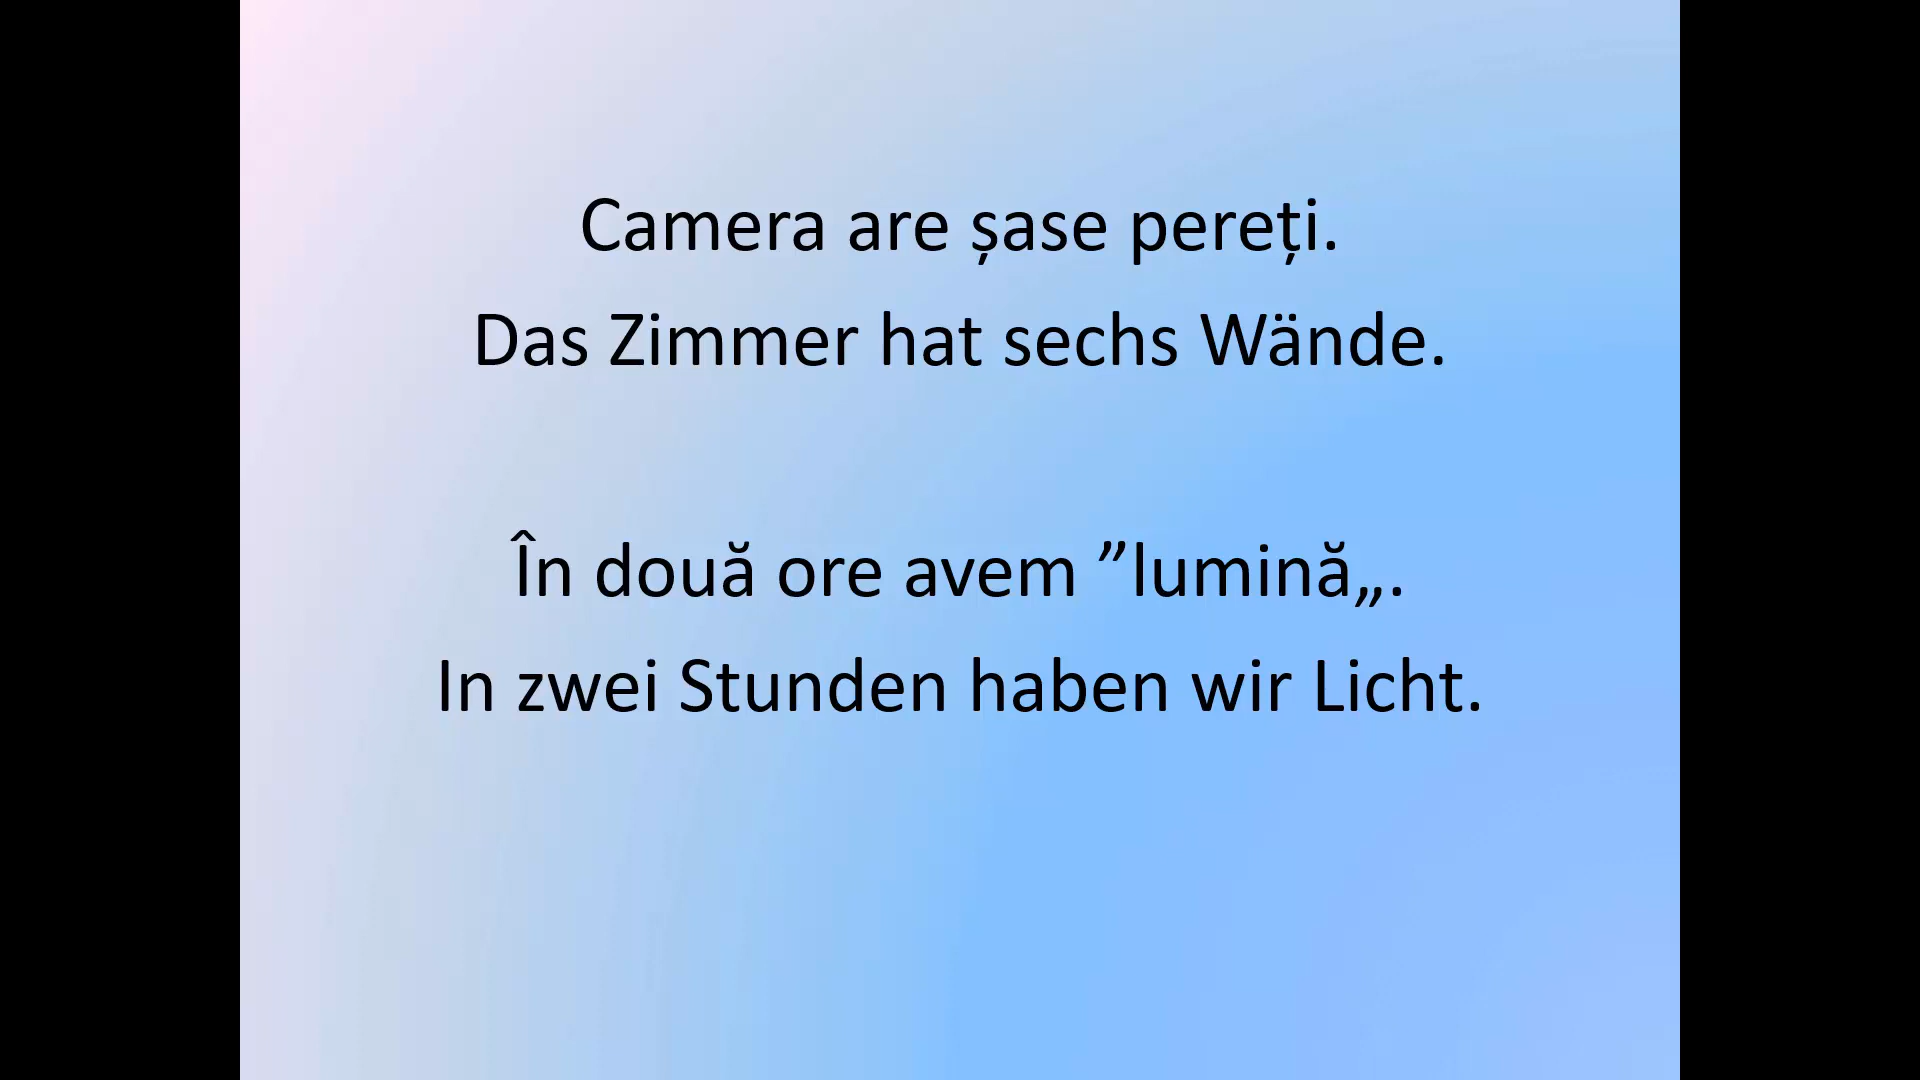 Camera are șase pereți.
Das Zimmer hat sechs Wände.
În două ore avem ”lumină„.
In zwei Stunden haben wir Licht.